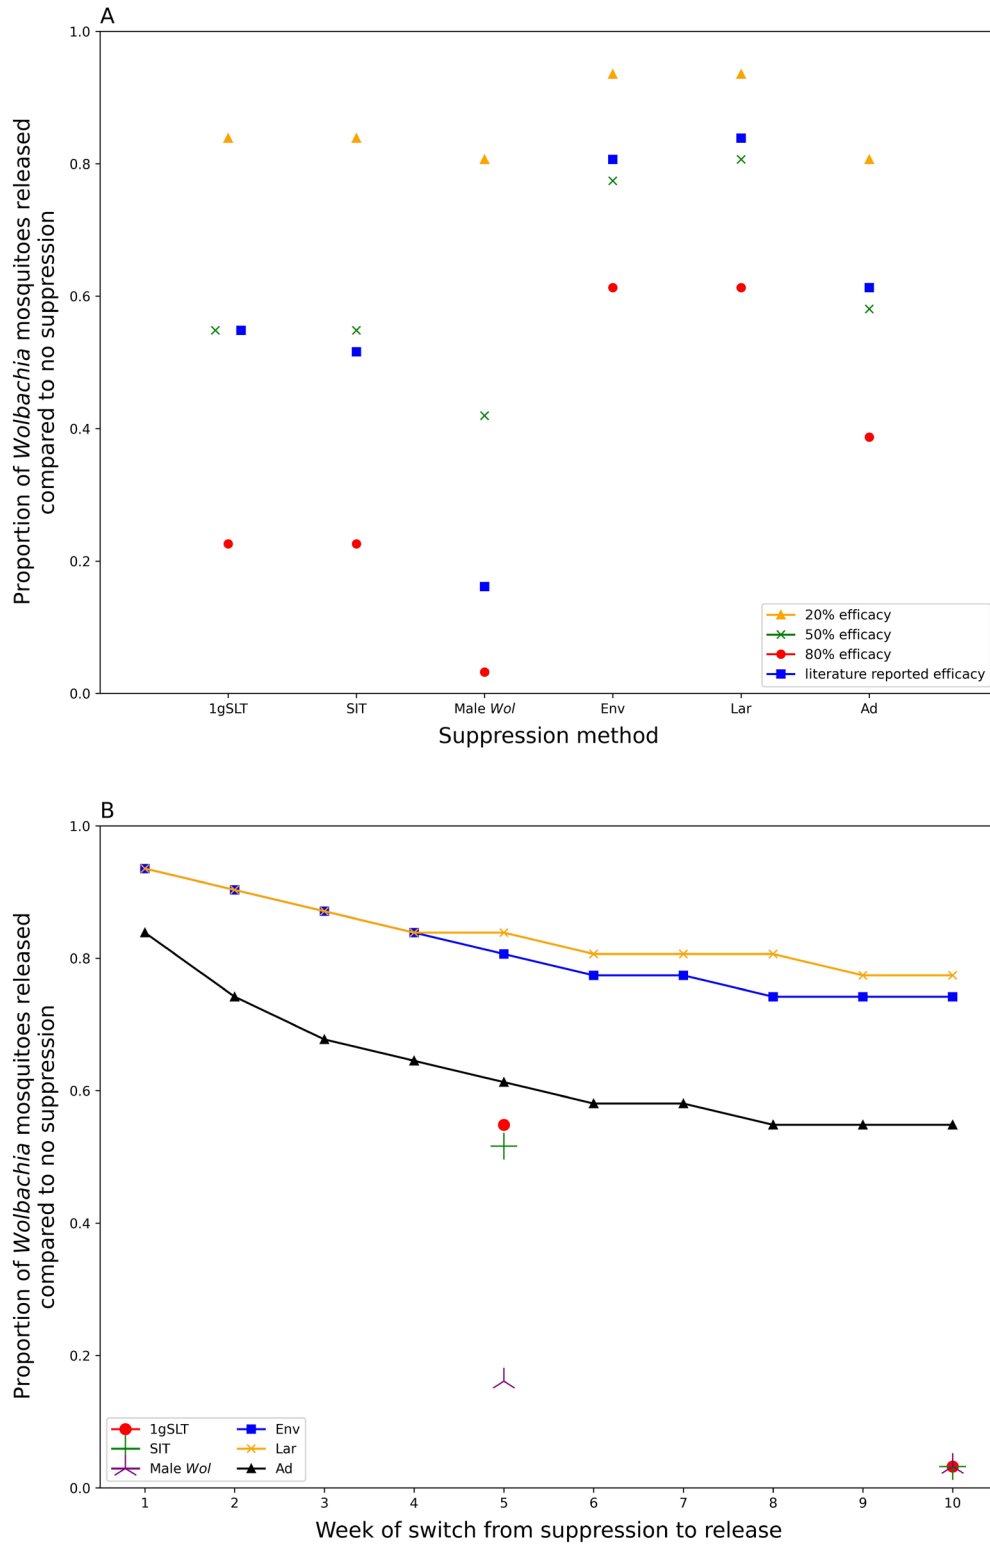 A
1.0
0.8
0.6
0.4
0.2
0.0
Proportion of Wolbachia mosquitoes released
compared to no suppression
20% efficacy
50% efficacy
80% efficacy
literature reported efficacy
1gSLT SIT Male Wol Env Lar Ad
Suppression method
B
1.0
0.8
0.6
0.4
0.2
0.0
Proportion of Wolbachia mosquitoes released
compared to no suppression
1gSLT Env
SIT Lar
Male Wol Ad
1 2 3 4 5 6 7 8 9 10
Week of switch from suppression to release